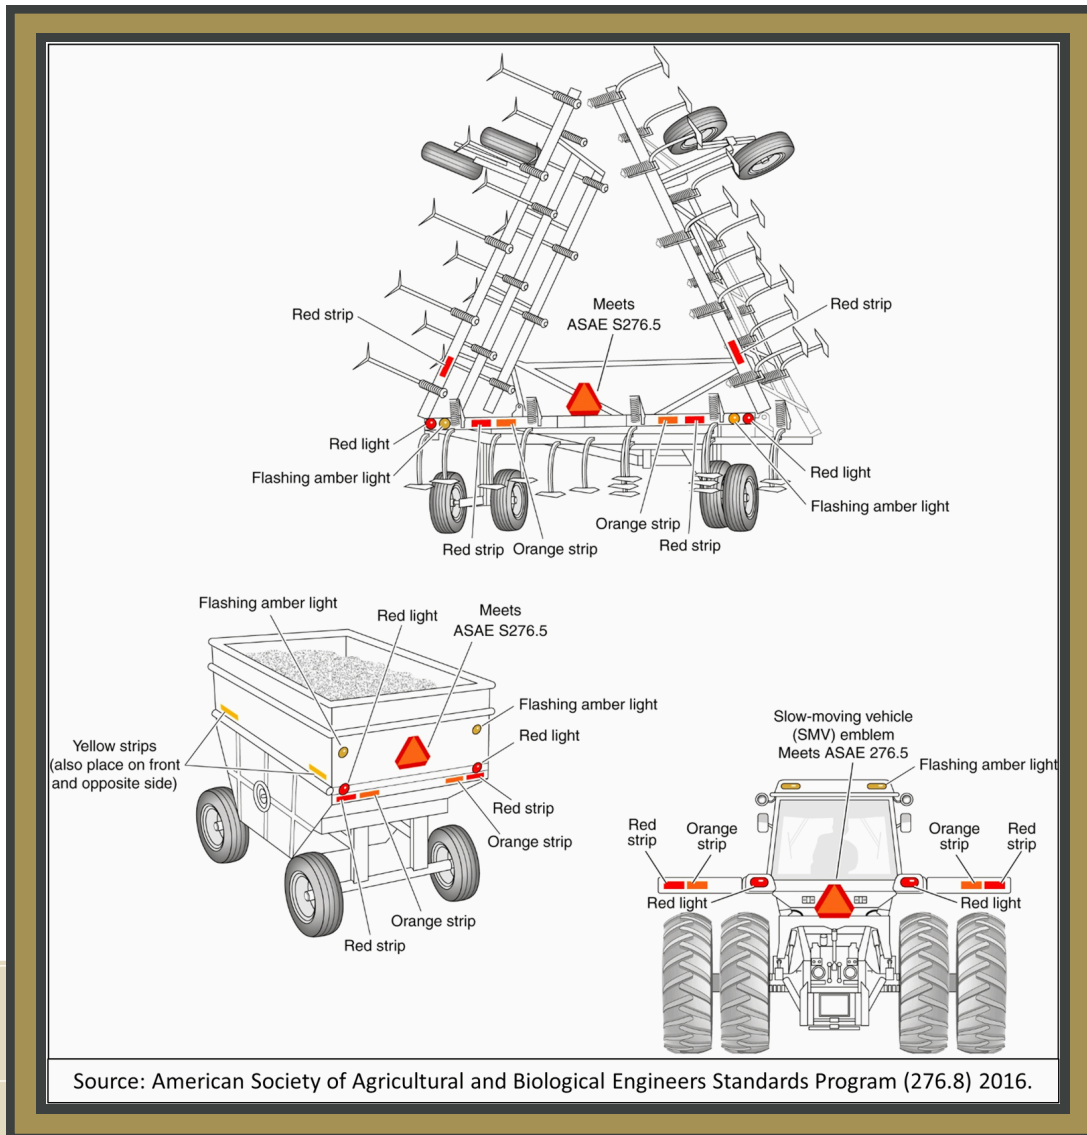 Meets
ASAE S276.5
Red strip
Red strip
Red light
Flashing amber light
Red light
Flashing amber light
Orange strip
Red strip
Red strip
Orange strip
Flashing amber light
Red light
Meets
ASAE S276.5
Flashing amber light
Red light
Yellow strips
(also place on front
and opposite side)
Red strip
Orange strip
Orange strip
Red strip
Slow-moving vehicle
(SMV) emblem
Meets ASAE 276.5
Flashing amber light
Red
strip
Orange
strip
Orange
strip
Red
strip
Red light
Red light
Source: American Society of Agricultural and Biological Engineers Standards Program (276.8) 2016.